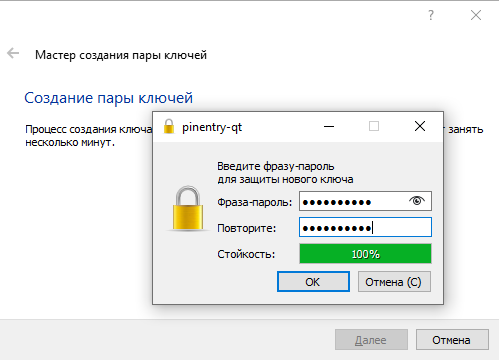 Мастер создания пары ключей
Создание пары ключей
Процесс создания ключа
т занять
несколько минут.
pinentry-qt
Введите фразу-пароль
для защиты нового ключа
Фраза-пароль: ●●●●●●●●●●
Повторите: ●●●●●●●●●●
Стойкость: 100%
OK Отмена (C)
Далее Отмена